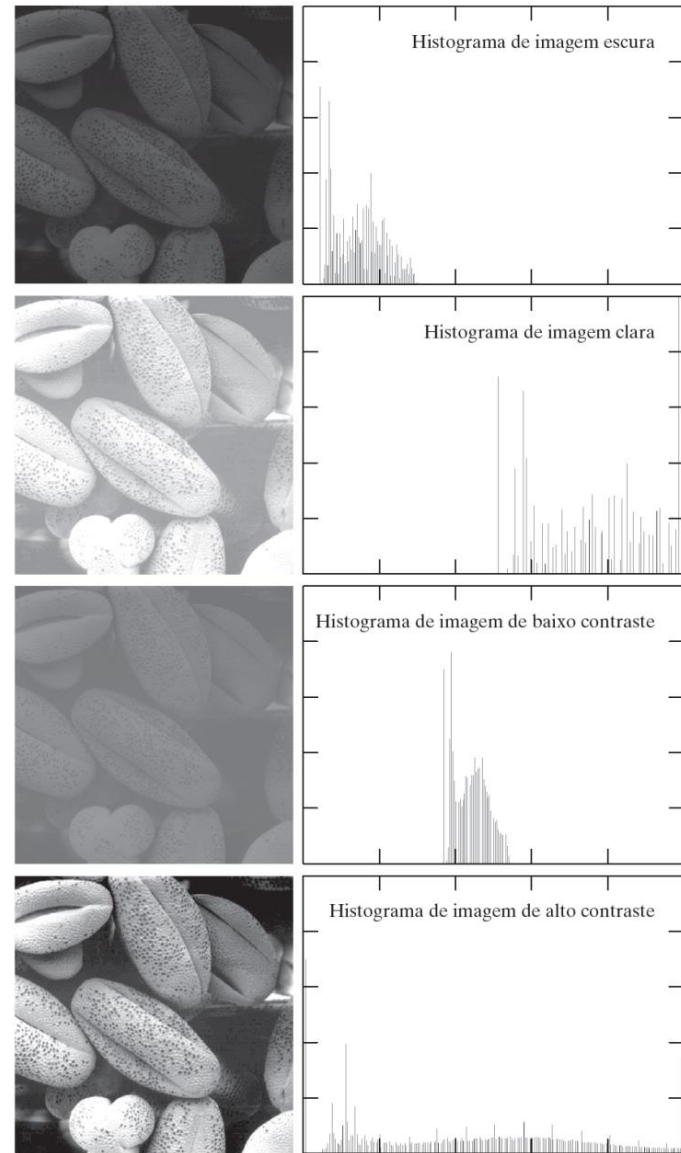 Histograma de imagem escura
Histograma de imagem clara
Histograma de imagem de baixo contraste
Histograma de imagem de alto contraste